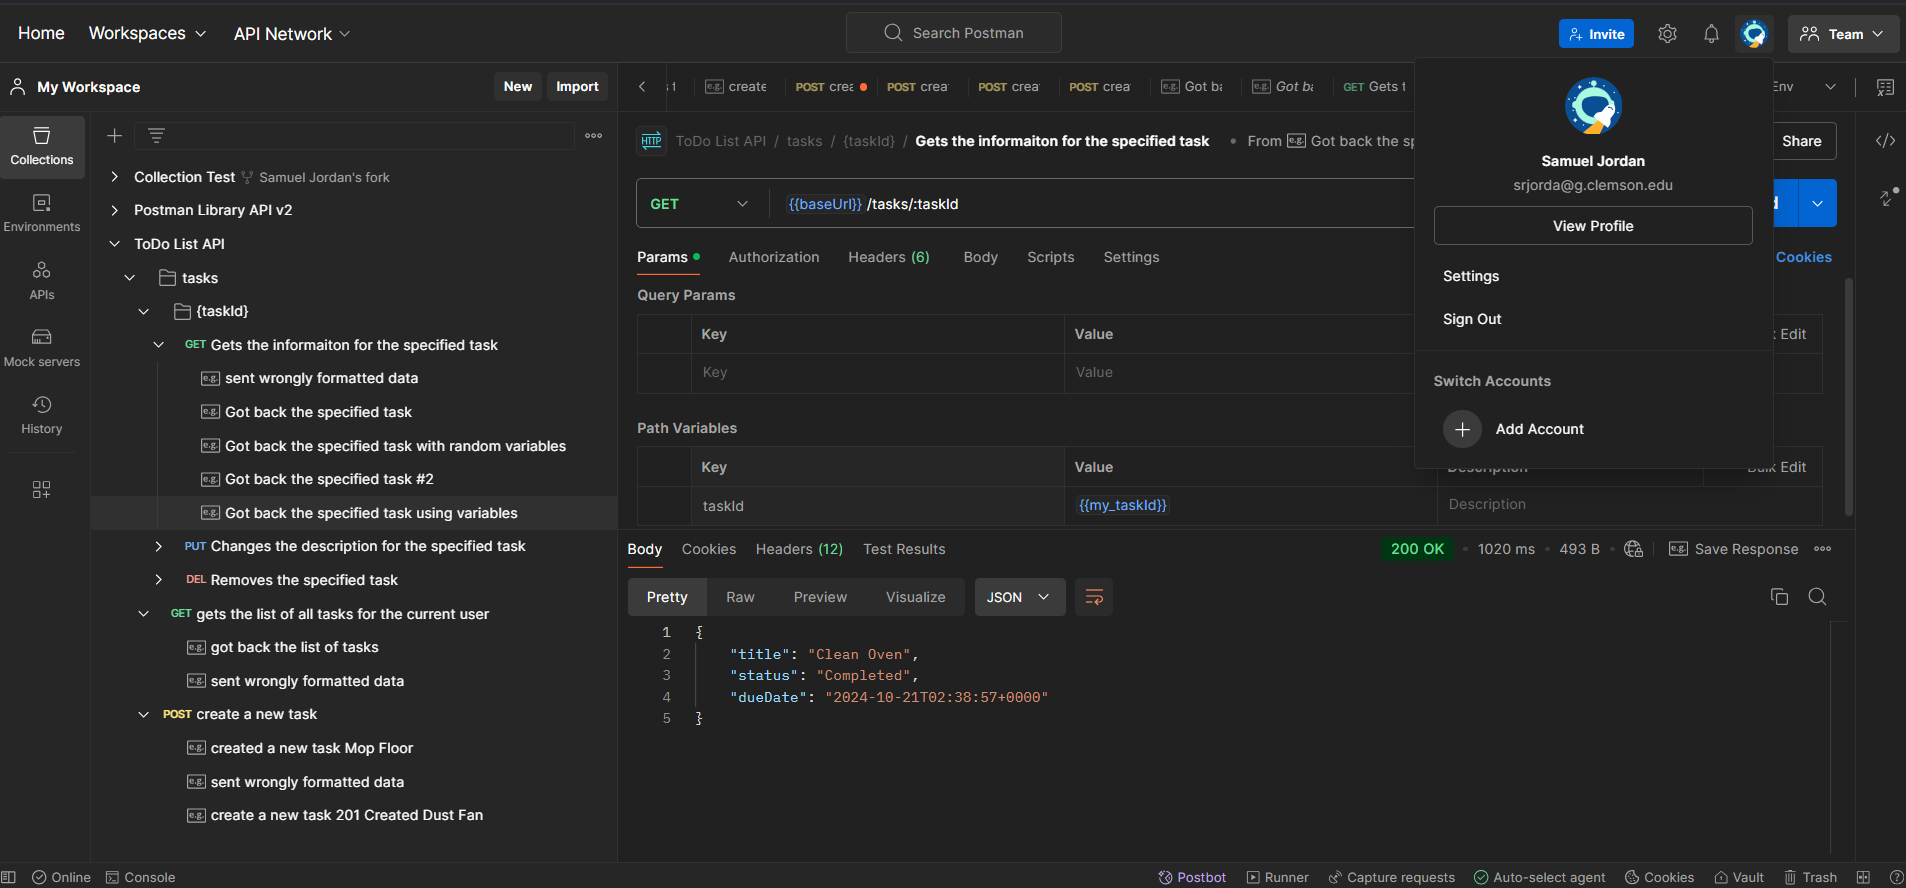 Home Workspaces API Network Search Postman Invite Team
My Workspace New Import
create POST crea POST crea POST crea POST crea Got ba Got ba GET Gets t Env
Collections
Environments
APIs
Mock servers
History
Collection Test Samuel Jordan's fork
Postman Library API v2
ToDo List API
tasks
{taskId}
GET Gets the informaiton for the specified task
e.g. sent wrongly formatted data
e.g. Got back the specified task
e.g. Got back the specified task with random variables
e.g. Got back the specified task #2
e.g. Got back the specified task using variables
PUT Changes the description for the specified task
DEL Removes the specified task
GET gets the list of all tasks for the current user
e.g. got back the list of tasks
e.g. sent wrongly formatted data
POST create a new task
e.g. created a new task Mop Floor
e.g. sent wrongly formatted data
e.g. create a new task 201 Created Dust Fan
HTTP ToDo List API / tasks / {taskId} / Gets the informaiton for the specified task • From e.g. Got back the sp Share
GET {{baseUrl}} /tasks/:taskId
Params Authorization Headers (6) Body Scripts Settings Cookies
Query Params
Key Value Edit
Key Value
Path Variables
Key Value Description Bulk Edit
taskId {{my_taskId}} Description
Samuel Jordan
srjorda@g.clemson.edu
View Profile
Settings
Sign Out
Switch Accounts
Add Account
Body Cookies Headers (12) Test Results 200 OK • 1020 ms • 493 B e.g. Save Response
Pretty Raw Preview Visualize JSON
1 {
2 "title": "Clean Oven",
3 "status": "Completed",
4 "dueDate": "2024-10-21T02:38:57+0000"
5 }
Online Console Postbot Runner Capture requests Auto-select agent Cookies Vault Trash